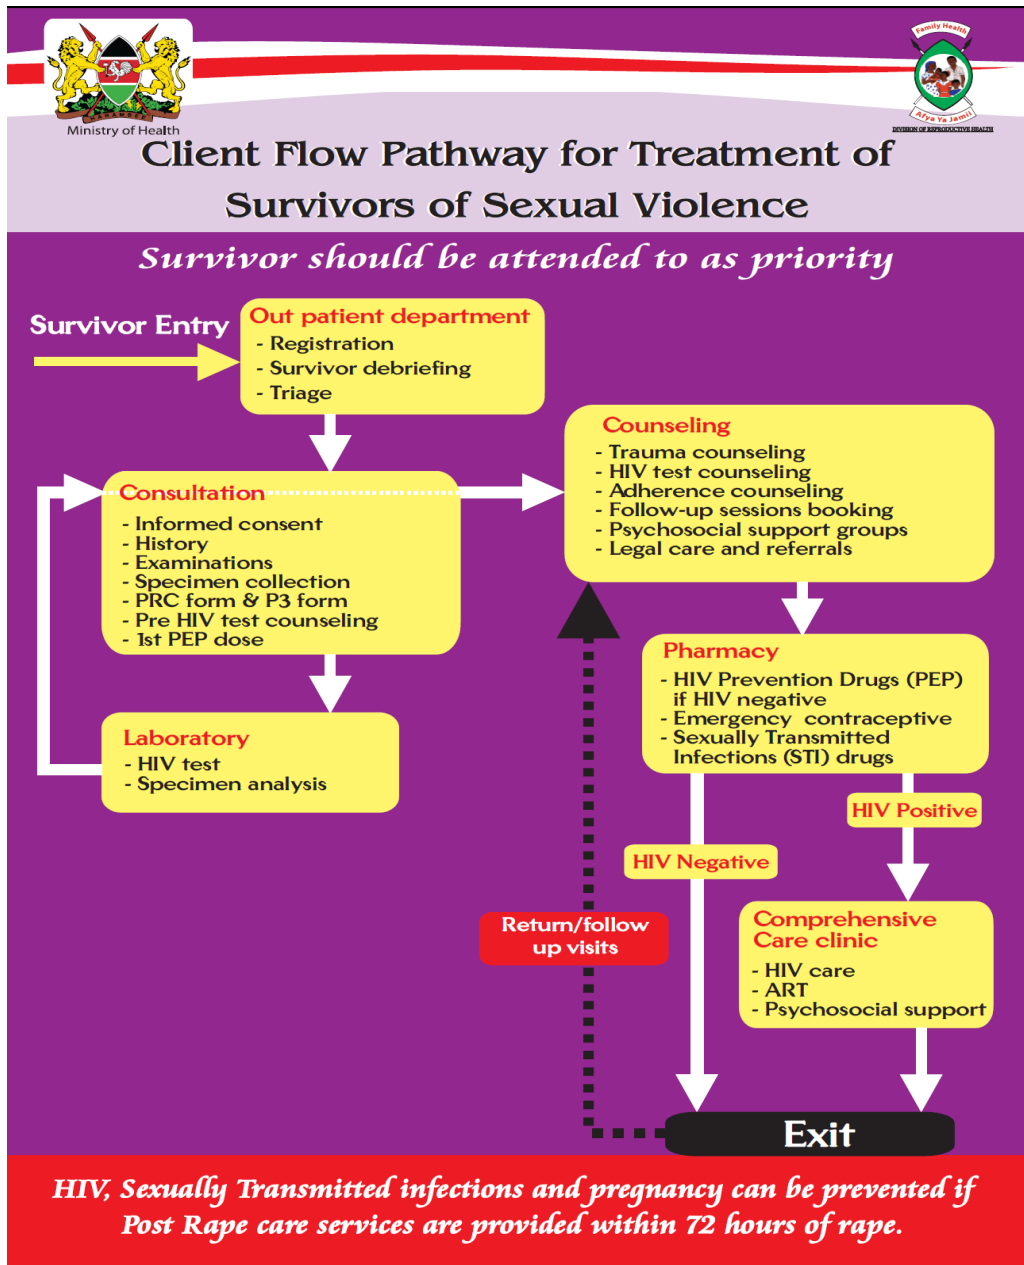 HARAMBEE
Ministry of Health
Family Health
Afya Ya Jamii
DIVISION OF REPRODUCTIVE HEALTH
Client Flow Pathway for Treatment of
Survivors of Sexual Violence
Survivor should be attended to as priority
Survivor Entry
Out patient department
- Registration
- Survivor debriefing
- Triage
Consultation
- Informed consent
- History
- Examinations
- Specimen collection
- PRC form & P3 form
- Pre HIV test counseling
- 1st PEP dose
Laboratory
- HIV test
- Specimen analysis
Counseling
- Trauma counseling
- HIV test counseling
- Adherence counseling
- Follow-up sessions booking
- Psychosocial support groups
- Legal care and referrals
Pharmacy
- HIV Prevention Drugs (PEP)
if HIV negative
- Emergency contraceptive
- Sexually Transmitted
Infections (STI) drugs
HIV Positive
HIV Negative
Return/follow
up visits
Comprehensive
Care clinic
- HIV care
- ART
- Psychosocial support
Exit
HIV, Sexually Transmitted infections and pregnancy can be prevented if
Post Rape care services are provided within 72 hours of rape.